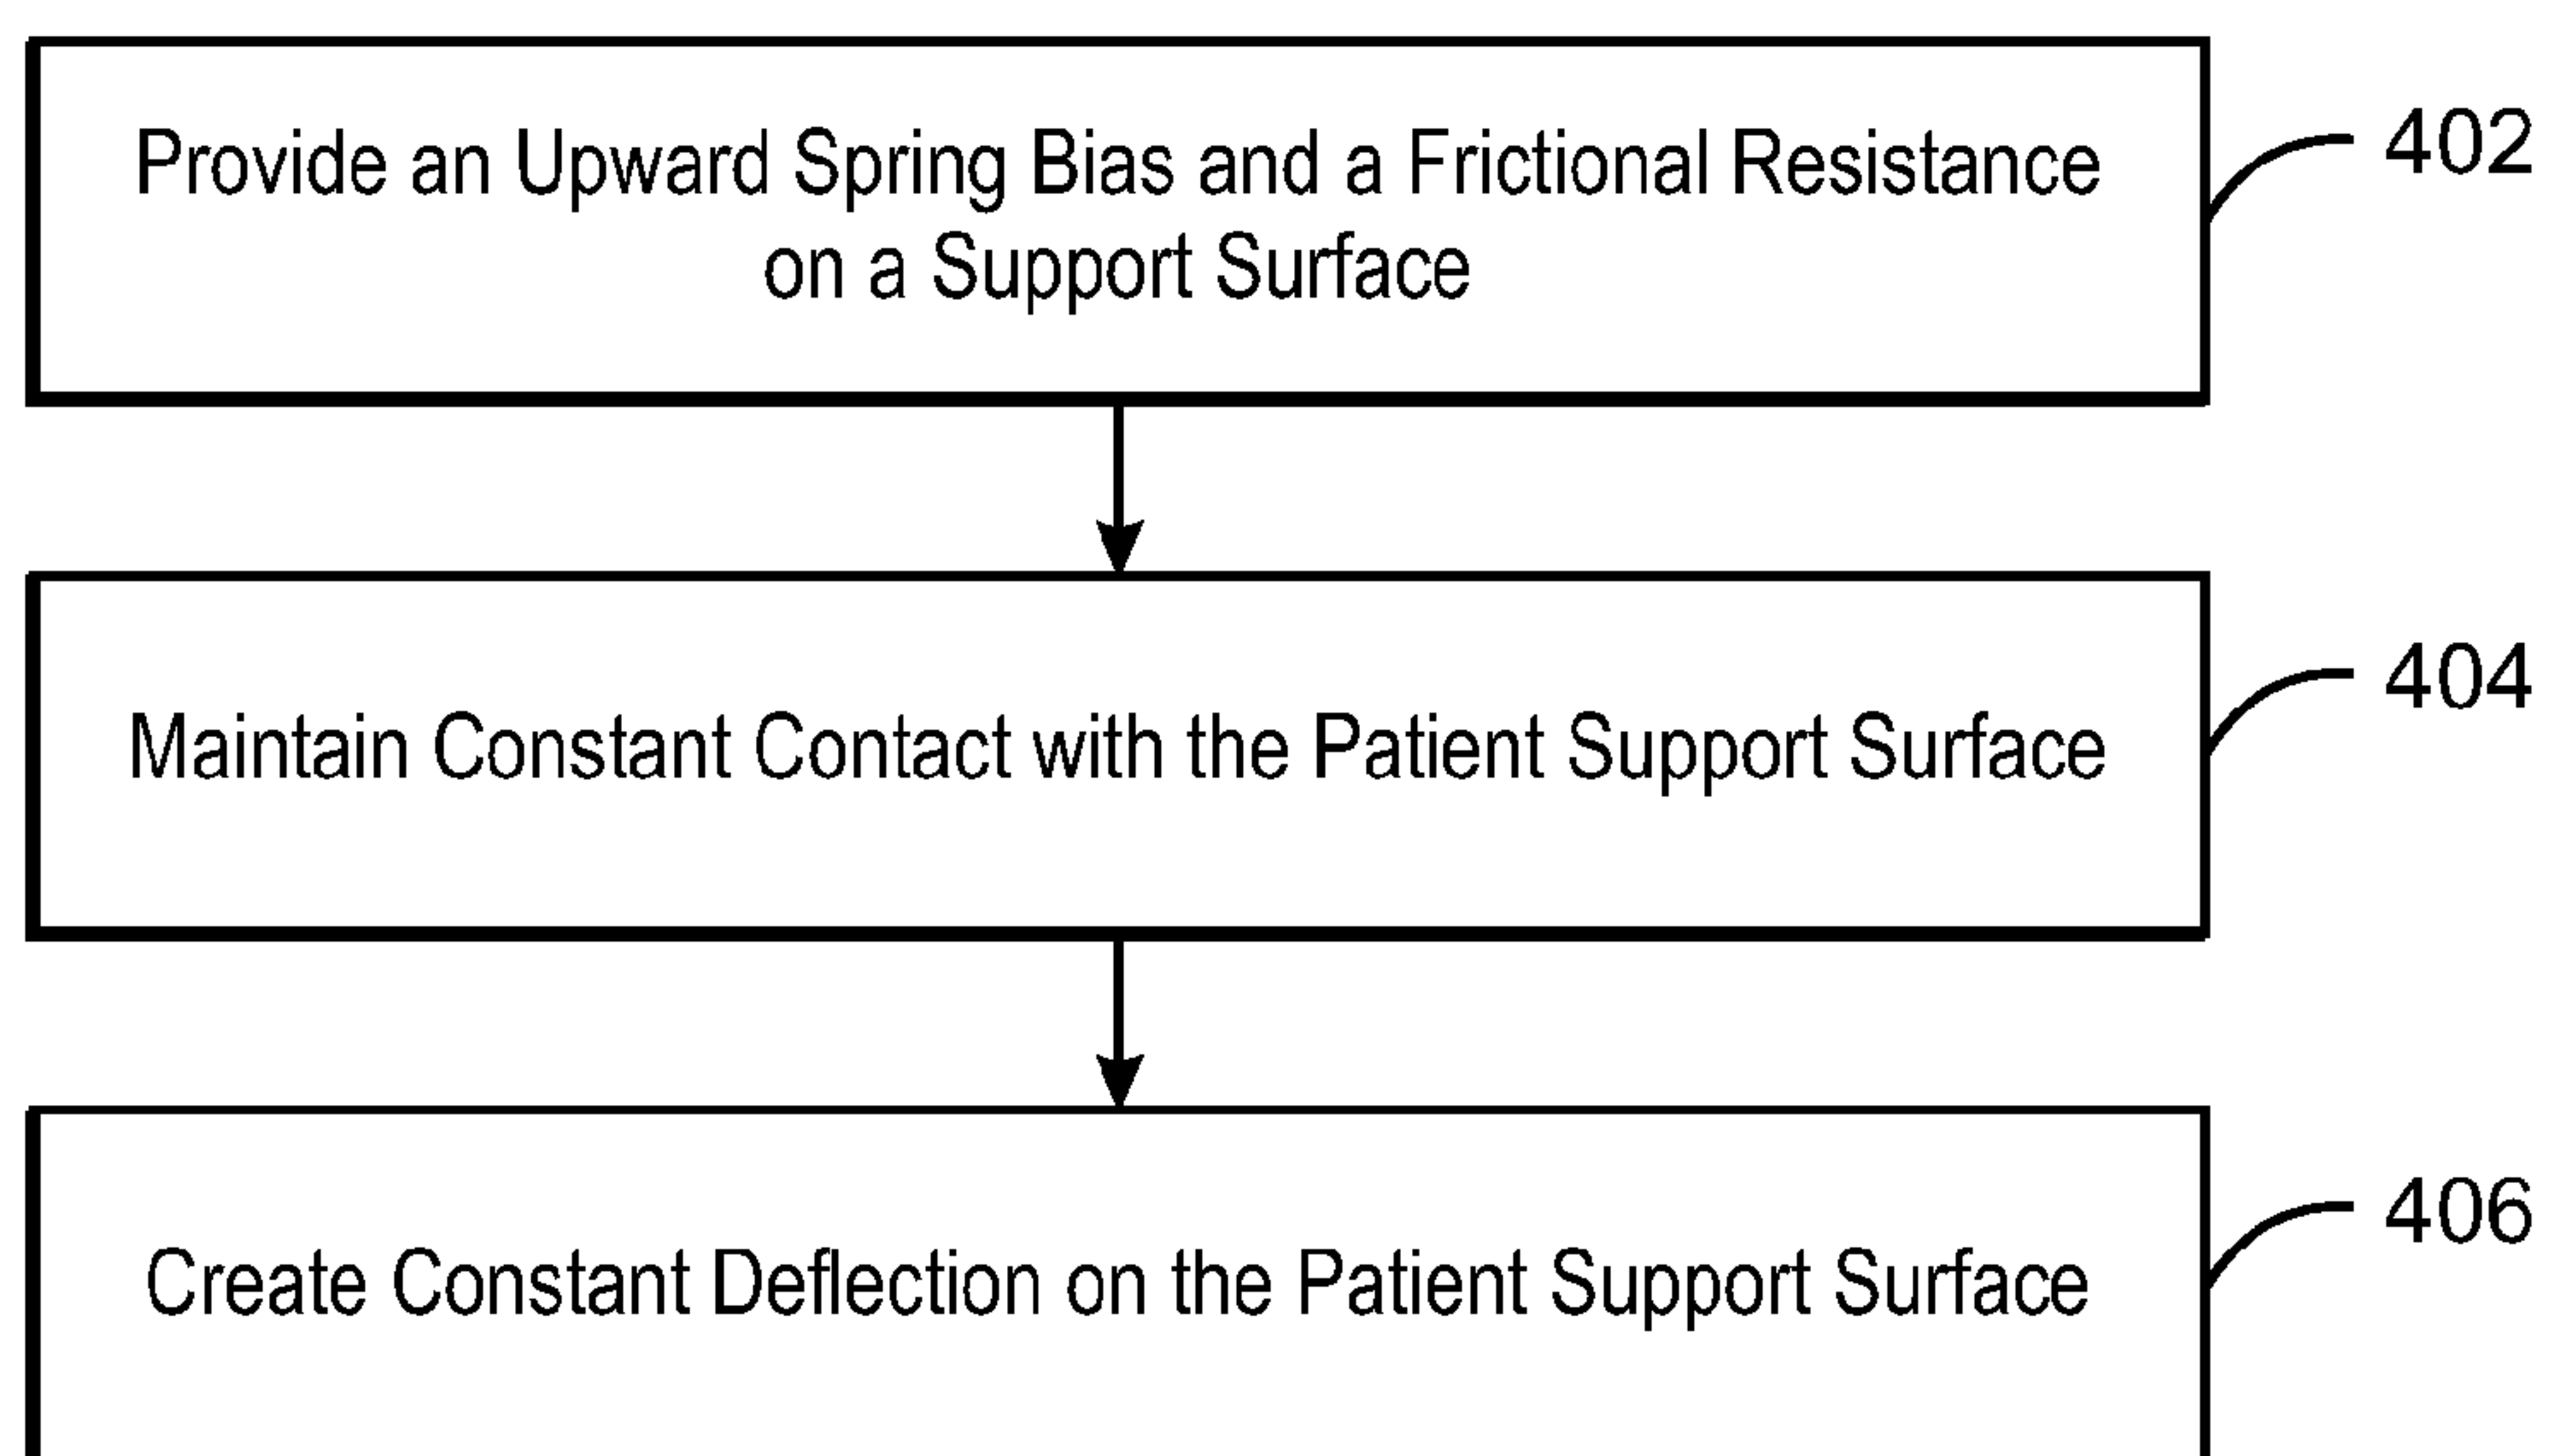 Provide an Upward Spring Bias and a Frictional Resistance
on a Support Surface
402
Maintain Constant Contact with the Patient Support Surface
404
Create Constant Deflection on the Patient Support Surface
406